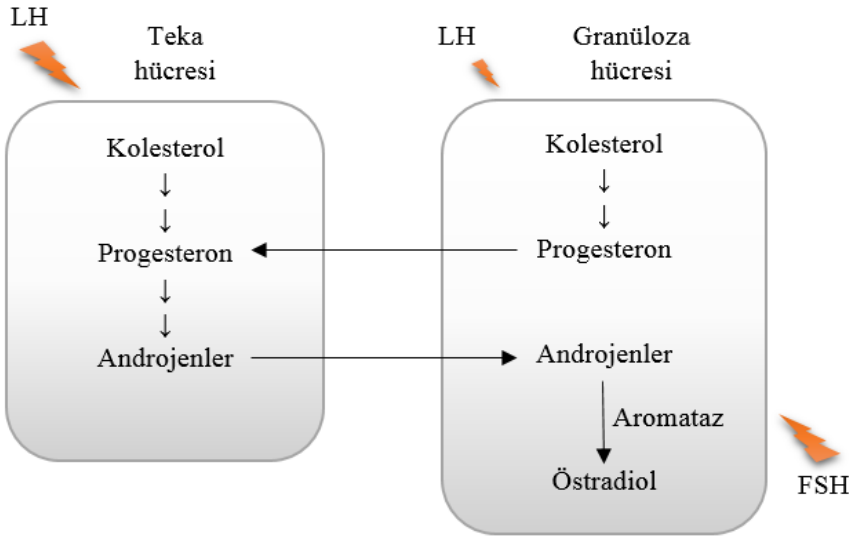 LH
Teka
hücresi
Kolesterol
↓
↓
Progesteron
↓
↓
Androjenler
LH
Granüloza
hücresi
Kolesterol
↓
↓
Progesteron
Androjenler
Aromataz
Östradiol
FSH